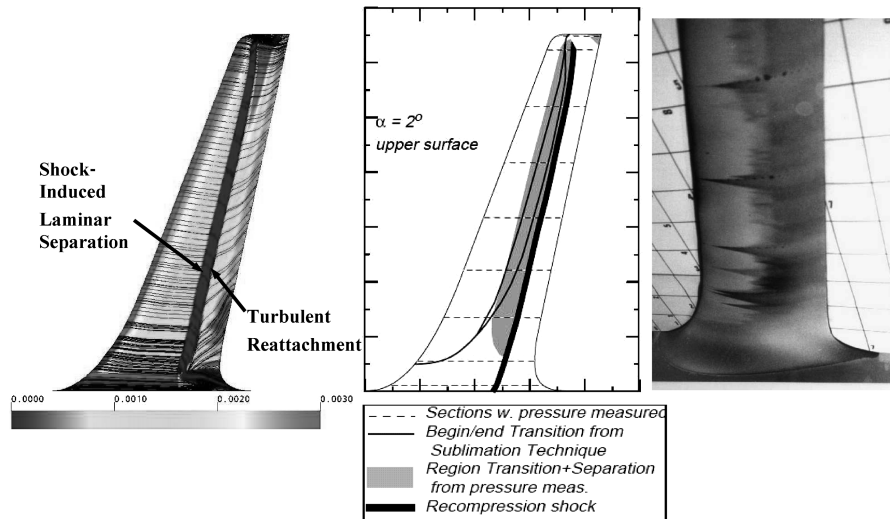 Shock-
Induced
Laminar
Separation
Turbulent
Reattachment
0.0000
0.0010
0.0020
0.0030
α = 2º
upper surface
Sections w. pressure measured
Begin/end Transition from
Sublimation Technique
Region Transition+Separation
from pressure meas.
Recompression shock